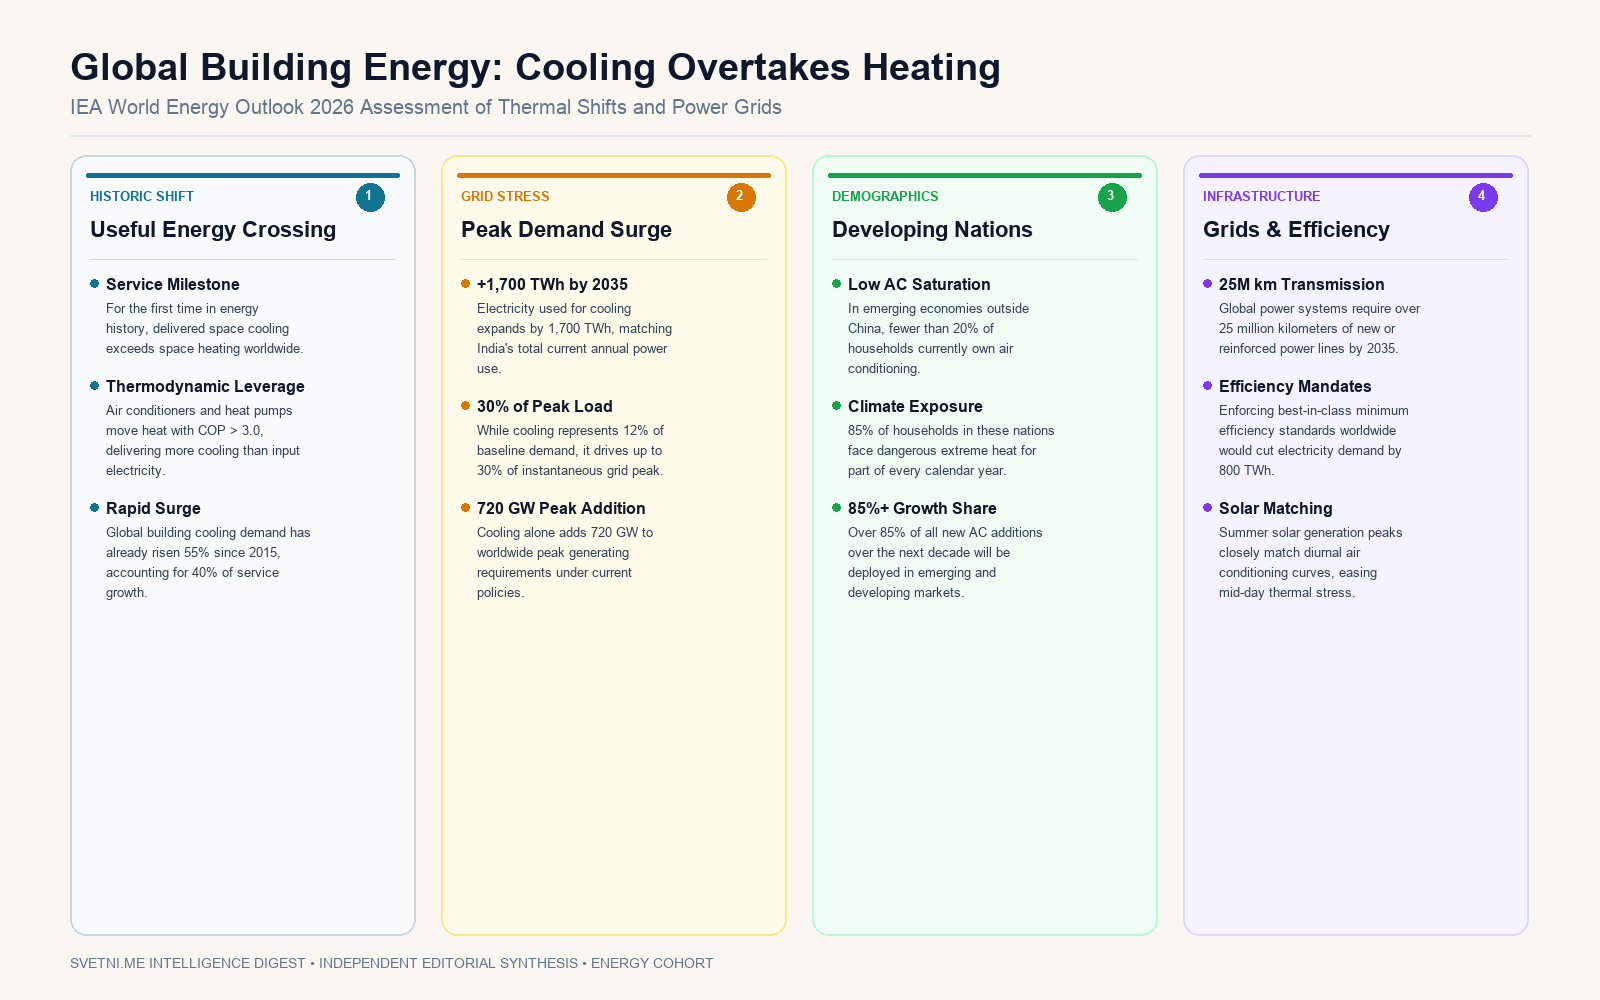 Global Building Energy: Cooling Overtakes Heating
IEA World Energy Outlook 2026 Assessment of Thermal Shifts and Power Grids
HISTORIC SHIFT
1
Useful Energy Crossing
Service Milestone
For the first time in energy
history, delivered space cooling
exceeds space heating worldwide.
Thermodynamic Leverage
Air conditioners and heat pumps
move heat with COP > 3.0,
delivering more cooling than input
electricity.
Rapid Surge
Global building cooling demand has
already risen 55% since 2015,
accounting for 40% of service
growth.
GRID STRESS
2
Peak Demand Surge
+1,700 TWh by 2035
Electricity used for cooling
expands by 1,700 TWh, matching
India's total current annual power
use.
30% of Peak Load
While cooling represents 12% of
baseline demand, it drives up to
30% of instantaneous grid peak.
720 GW Peak Addition
Cooling alone adds 720 GW to
worldwide peak generating
requirements under current
policies.
DEMOGRAPHICS
3
Developing Nations
Low AC Saturation
In emerging economies outside
China, fewer than 20% of
households currently own air
conditioning.
Climate Exposure
85% of households in these nations
face dangerous extreme heat for
part of every calendar year.
85%+ Growth Share
Over 85% of all new AC additions
over the next decade will be
deployed in emerging and
developing markets.
INFRASTRUCTURE
4
Grids & Efficiency
25M km Transmission
Global power systems require over
25 million kilometers of new or
reinforced power lines by 2035.
Efficiency Mandates
Enforcing best-in-class minimum
efficiency standards worldwide
would cut electricity demand by
800 TWh.
Solar Matching
Summer solar generation peaks
closely match diurnal air
conditioning curves, easing
mid-day thermal stress.
SVETNI.ME INTELLIGENCE DIGEST • INDEPENDENT EDITORIAL SYNTHESIS • ENERGY COHORT